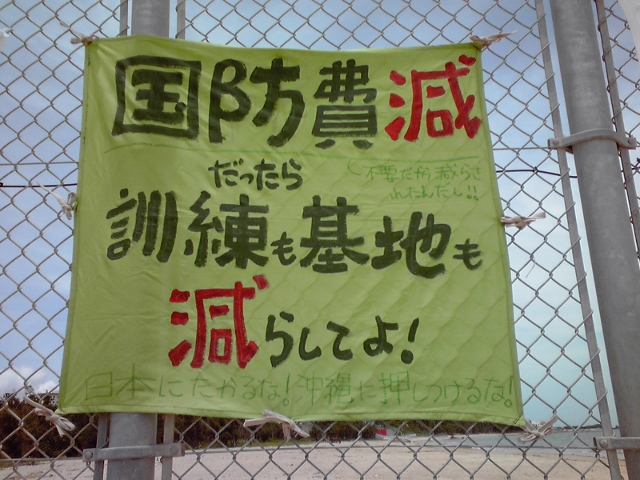 国防費減
(不要だから減らさ
れたんだし!!
だったら
訓練も基地も
減らしてよ!
日本にたかるな!沖縄に押しつけるな!